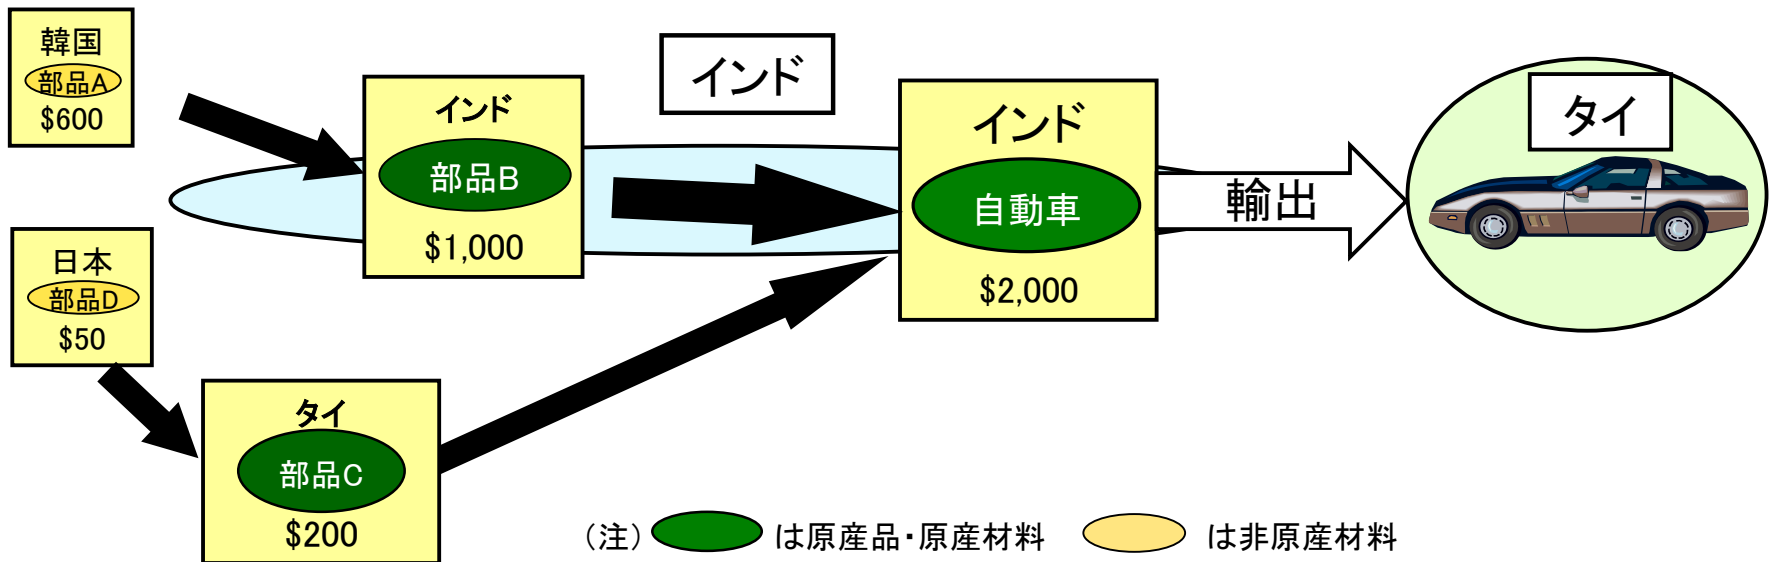 韓国
部品A
$600
インド
部品B
$1,000
インド
インド
自動車
$2,000
輸出
タイ
日本
部品D
$50
タイ
部品C
$200
(注) は原産品・原産材料 は非原産材料